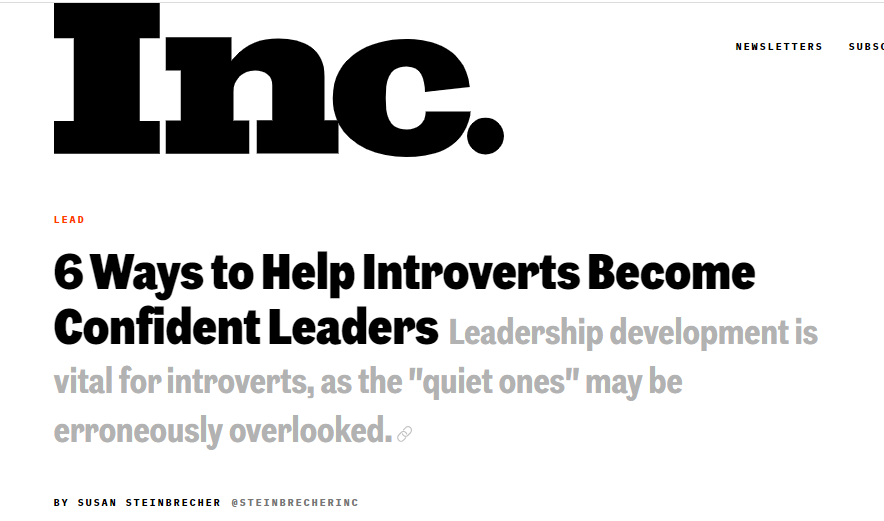 Inc.
NEWSLETTERS
LEAD
6 Ways to Help Introverts Become
Confident Leaders Leadership development is
vital for introverts, as the "quiet ones" may be
erroneously overlooked.
BY SUSAN STEINBRECHER @STEINBRECHERINC